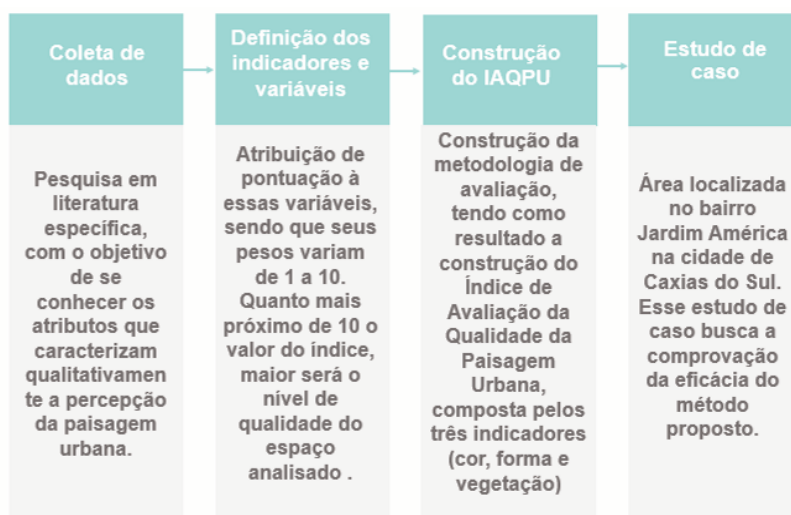 Coleta de
dados
Pesquisa em
literatura
específica,
com o objetivo
de se
conhecer os
atributos que
caracterizam
qualitativamen
te a percepção
da paisagem
urbana.
Definição dos
indicadores e
variáveis
Atribuição de
pontuação à
essas variáveis,
sendo que seus
pesos variam
de 1 a 10.
Quanto mais
próximo de 10 o
valor do índice,
maior será o
nível de
qualidade do
espaço
analisado .
Construção
do IAQPU
Construção da
metodologia de
avaliação,
tendo como
resultado a
construção do
Índice de
Avaliação da
Qualidade da
Paisagem
Urbana,
composta pelos
três indicadores
(cor, forma e
vegetação)
Estudo de
caso
Área localizada
no bairro
Jardim América
na cidade de
Caxias do Sul.
Esse estudo de
caso busca a
comprovação
da eficácia do
método
proposto.